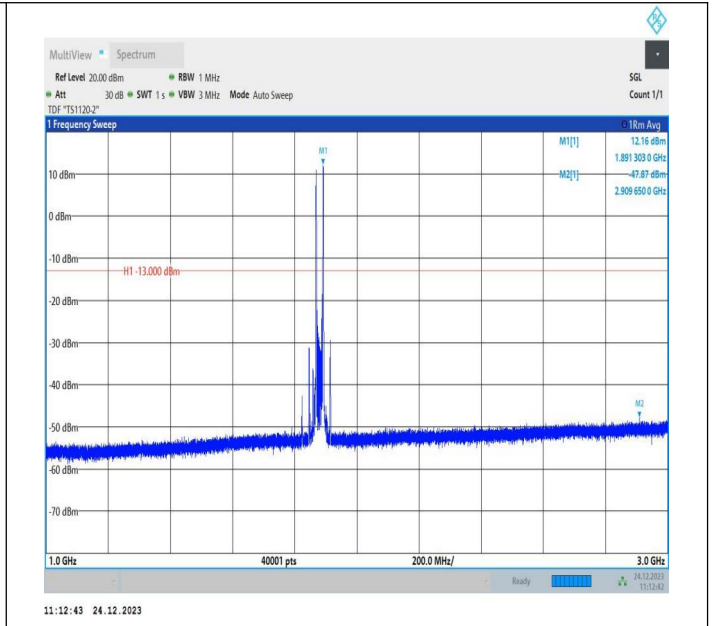 R S
MultiView Spectrum
Ref Level 20.00 dBm RBW 1 MHz SGL
Att 30 dB SWT 1 s VBW 3 MHz Mode Auto Sweep Count 1/1
TDF "TS1120-2"
1 Frequency Sweep 1Rm Avg
M1[1] 12.16 dBm
1.891 303 0 GHz
M2[1] -47.87 dBm
2.909 650 0 GHz
M1
10 dBm
0 dBm
-10 dBm
H1 -13.000 dBm
-20 dBm
-30 dBm
-40 dBm
M2
-50 dBm
-60 dBm
-70 dBm
1.0 GHz 40001 pts 200.0 MHz/ 3.0 GHz
Ready 24.12.2023
11:12:42
11:12:43 24.12.2023